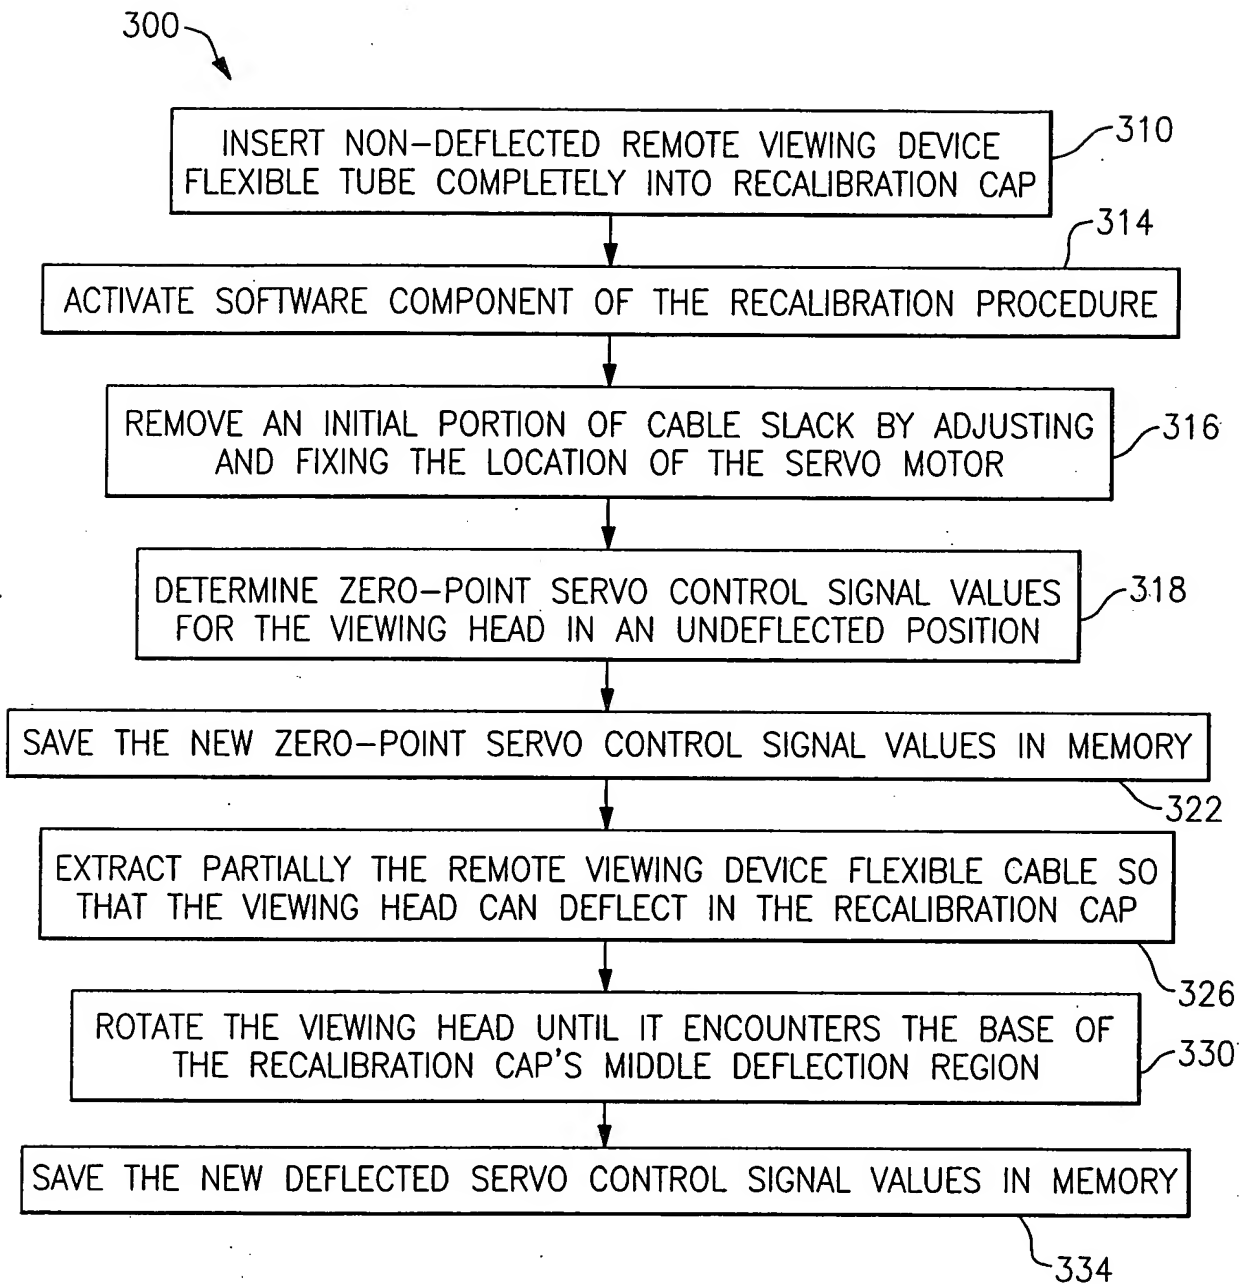 300
INSERT NON-DEFLECTED REMOTE VIEWING DEVICE
FLEXIBLE TUBE COMPLETELY INTO RECALIBRATION CAP
310
314
ACTIVATE SOFTWARE COMPONENT OF THE RECALIBRATION PROCEDURE
REMOVE AN INITIAL PORTION OF CABLE SLACK BY ADJUSTING
AND FIXING THE LOCATION OF THE SERVO MOTOR
316
DETERMINE ZERO-POINT SERVO CONTROL SIGNAL VALUES
FOR THE VIEWING HEAD IN AN UNDEFLECTED POSITION
318
SAVE THE NEW ZERO-POINT SERVO CONTROL SIGNAL VALUES IN MEMORY
322
EXTRACT PARTIALLY THE REMOTE VIEWING DEVICE FLEXIBLE CABLE SO
THAT THE VIEWING HEAD CAN DEFLECT IN THE RECALIBRATION CAP
326
ROTATE THE VIEWING HEAD UNTIL IT ENCOUNTERS THE BASE OF
THE RECALIBRATION CAP'S MIDDLE DEFLECTION REGION
330
SAVE THE NEW DEFLECTED SERVO CONTROL SIGNAL VALUES IN MEMORY
334